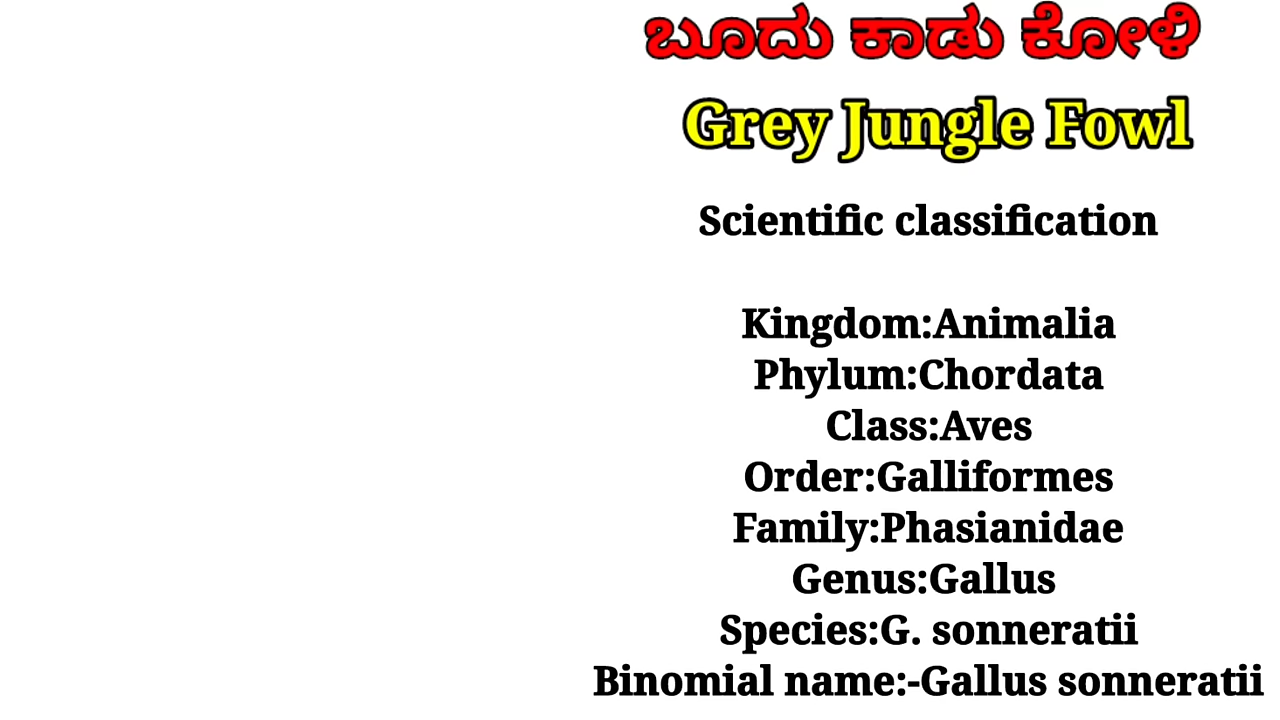 ಬೂದು ಕಾಡು ಕೋಳಿ
Grey Jungle Fowl
Scientific classification
Kingdom:Animalia
Phylum:Chordata
Class:Aves
Order:Galliformes
Family:Phasianidae
Genus:Gallus
Species:G. sonneratii
Binomial name:-Gallus sonneratii